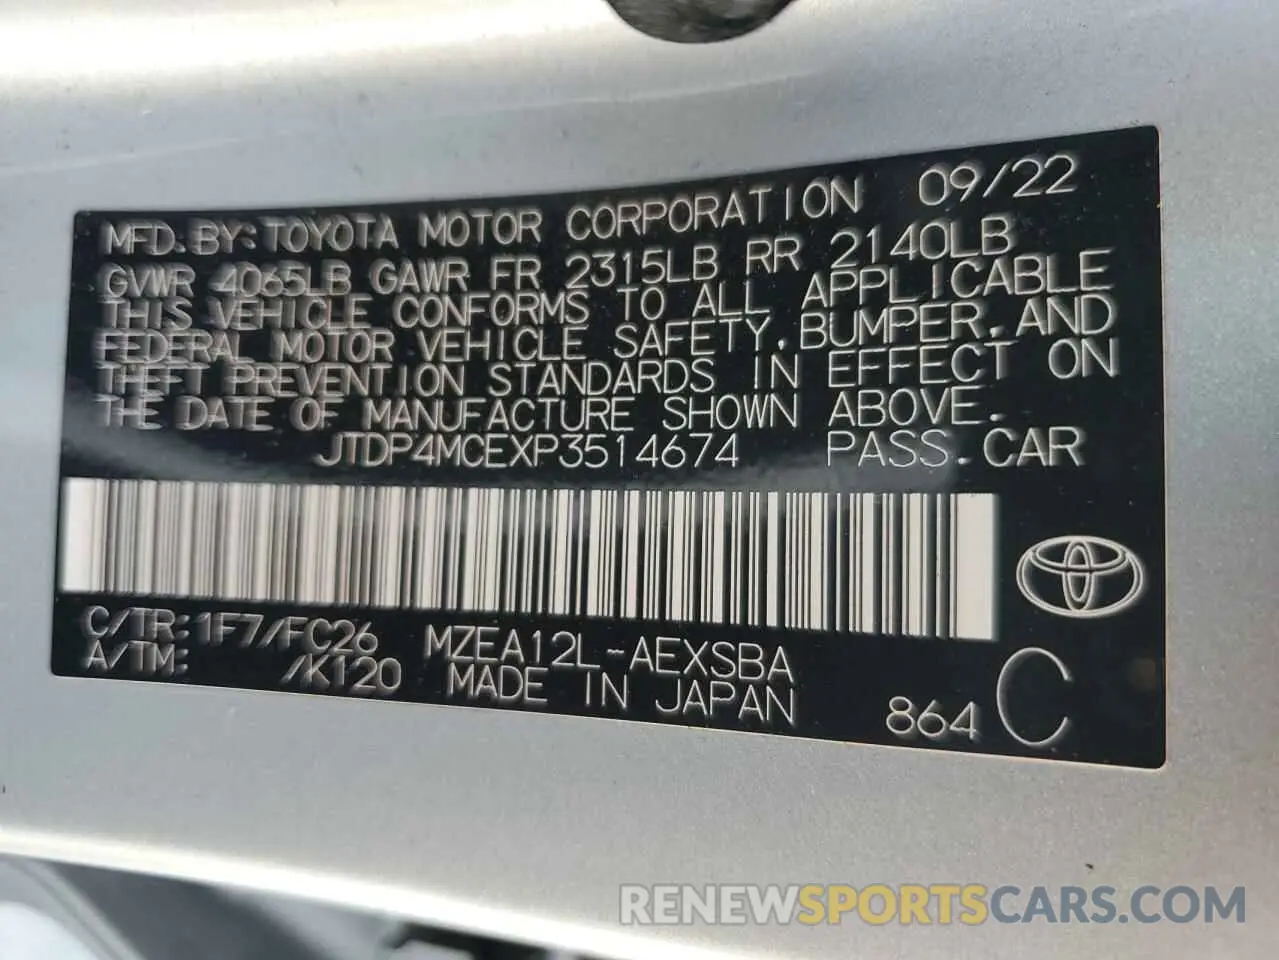 MFD. BY: TOYOTA MOTOR CORPORATION 09/22
GVWR 4065LB GAWR FR 2315LB RR 2140LB
THIS VEHICLE CONFORMS TO ALL APPLICABLE
FEDERAL MOTOR VEHICLE SAFETY, BUMPER, AND
THEFT PREVENTION STANDARDS IN EFFECT ON
THE DATE OF MANUFACTURE SHOWN ABOVE.
JTDP4MCEXP3514674 PASS. CAR
C/TR: 1F7/FC26 MZEA12L-AEXSBA
A/TM: /K120 MADE IN JAPAN 864 C
RENEWSPORTSCARS.COM